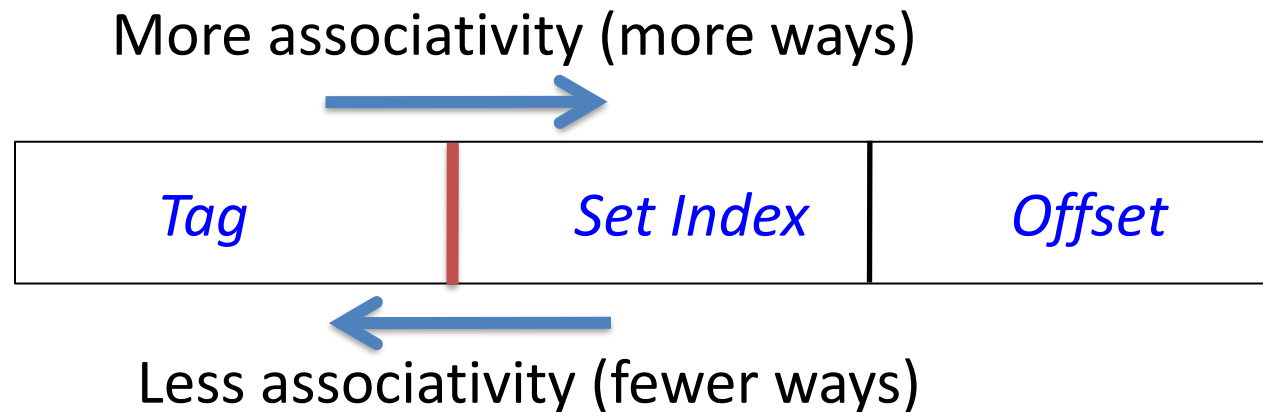 More associativity (more ways)
Tag Set Index Offset
Less associativity (fewer ways)